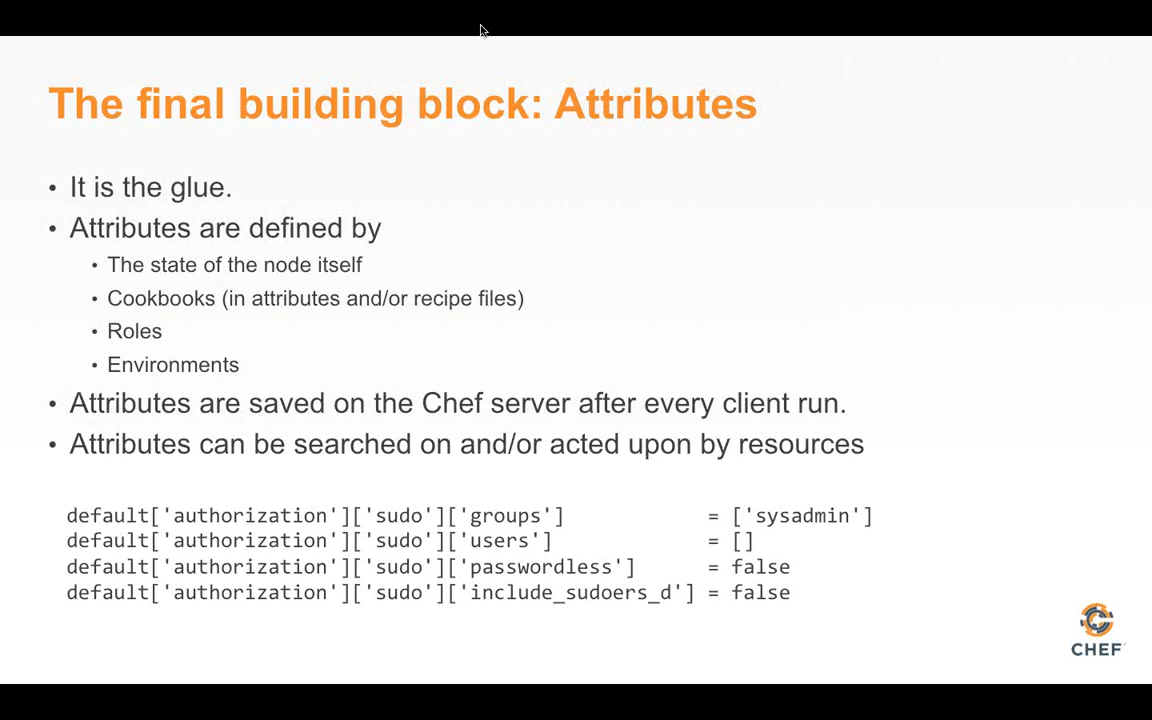 The final building block: Attributes
• It is the glue.
• Attributes are defined by
• The state of the node itself
• Cookbooks (in attributes and/or recipe files)
• Roles
• Environments
• Attributes are saved on the Chef server after every client run.
• Attributes can be searched on and/or acted upon by resources
default['authorization']['sudo']['groups'] = ['sysadmin']
default['authorization']['sudo']['users'] = []
default['authorization']['sudo']['passwordless'] = false
default['authorization']['sudo']['include_sudoers_d'] = false
CHEF